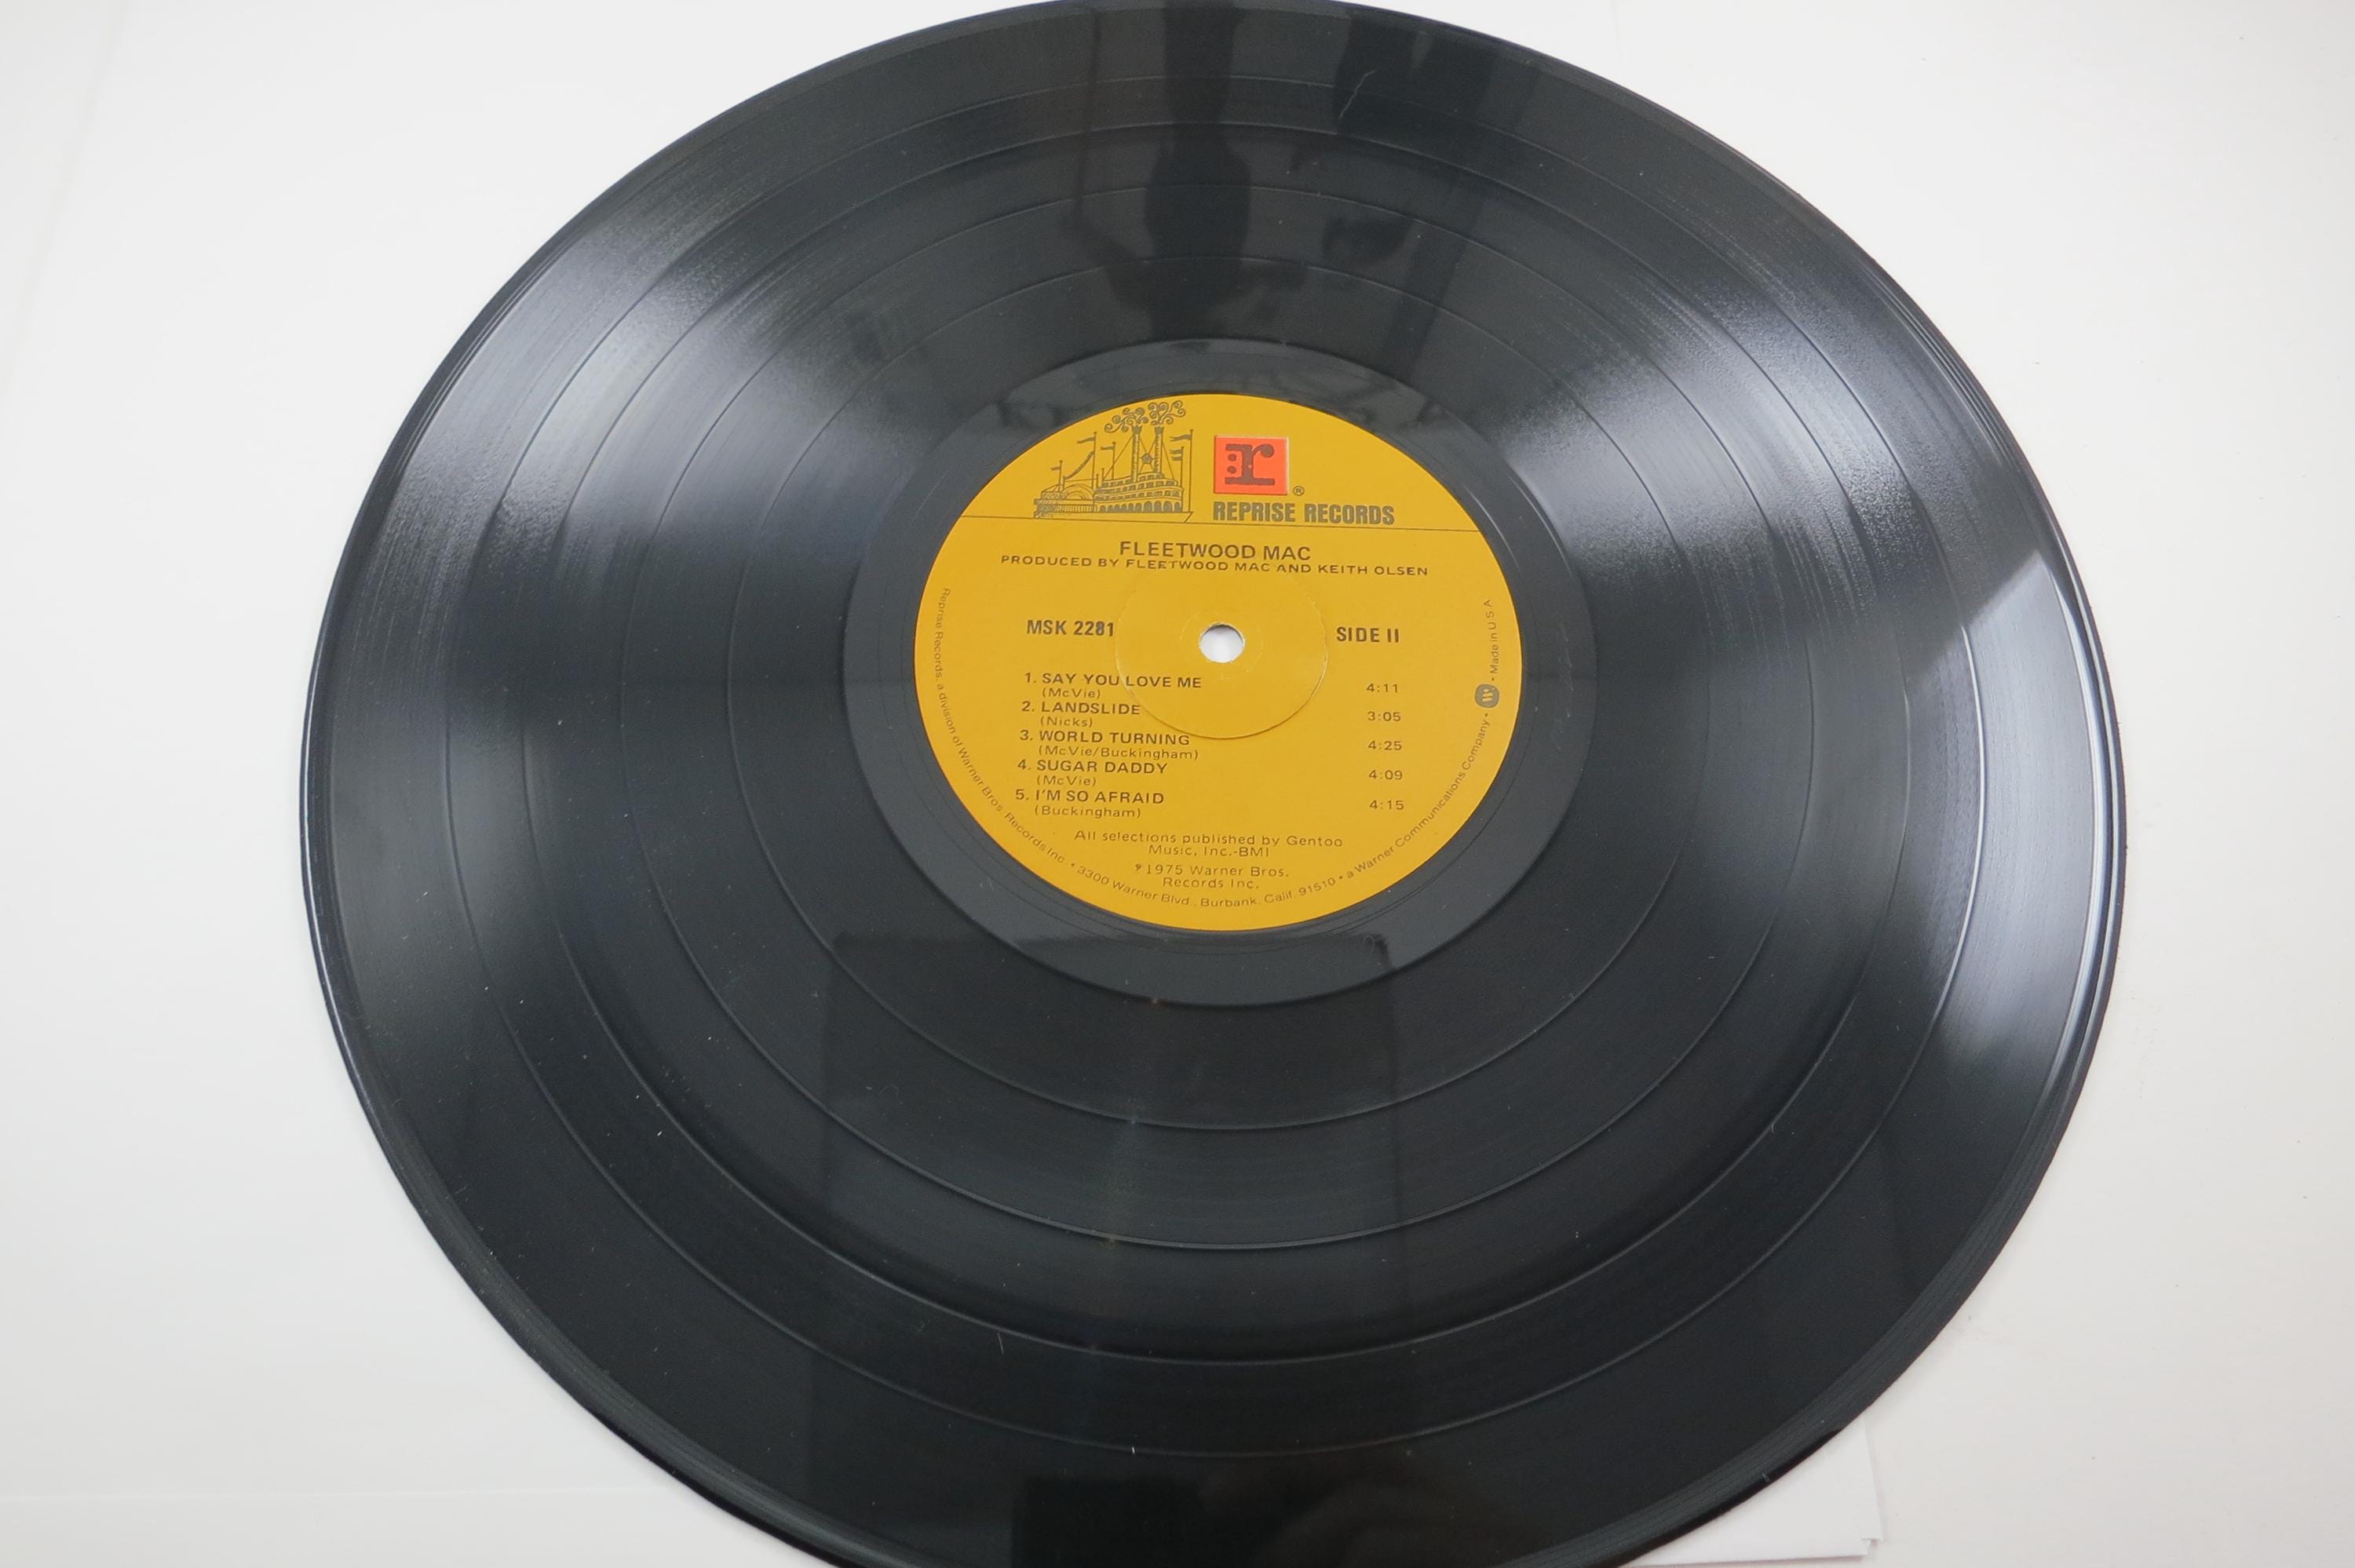 r
®
REPRISE RECORDS
FLEETWOOD MAC
PRODUCED BY FLEETWOOD MAC AND KEITH OLSEN
MSK 2281
SIDE II
1. SAY YOU LOVE ME 4:11
(McVie)
2. LANDSLIDE 3:05
(Nicks)
3. WORLD TURNING 4:25
(McVie/Buckingham)
4. SUGAR DADDY 4:09
(McVie)
5. I'M SO AFRAID 4:15
(Buckingham)
All selections published by Gentoo
Music, Inc.-BMI
℗1975 Warner Bros.
Records Inc.
Reprise Records, a division of Warner Bros. Records Inc. • 3300 Warner Blvd., Burbank, Calif. 91510 • a Warner Communications Company • W • Made in U.S.A.